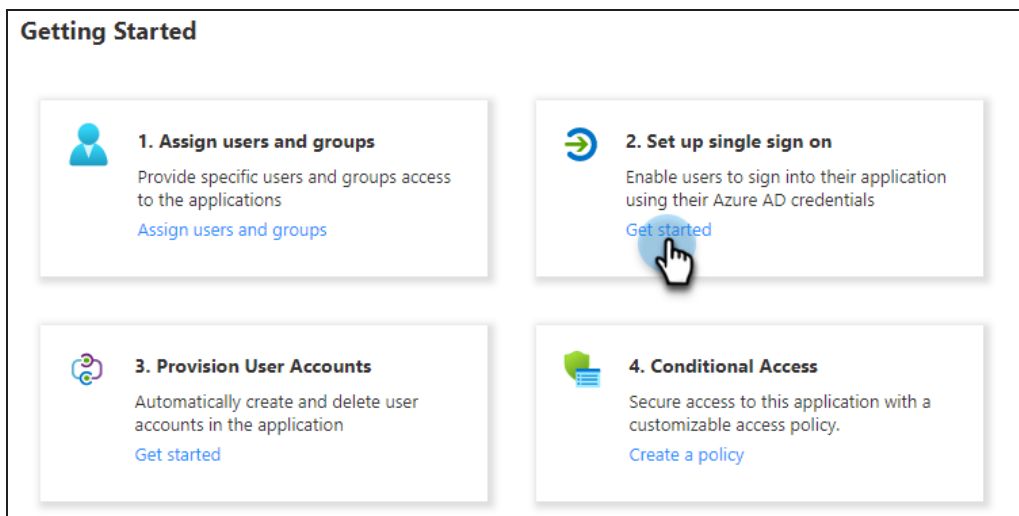 Getting Started
1. Assign users and groups
Provide specific users and groups access
to the applications
Assign users and groups
2. Set up single sign on
Enable users to sign into their application
using their Azure AD credentials
Get started
3. Provision User Accounts
Automatically create and delete user
accounts in the application
Get started
4. Conditional Access
Secure access to this application with a
customizable access policy.
Create a policy